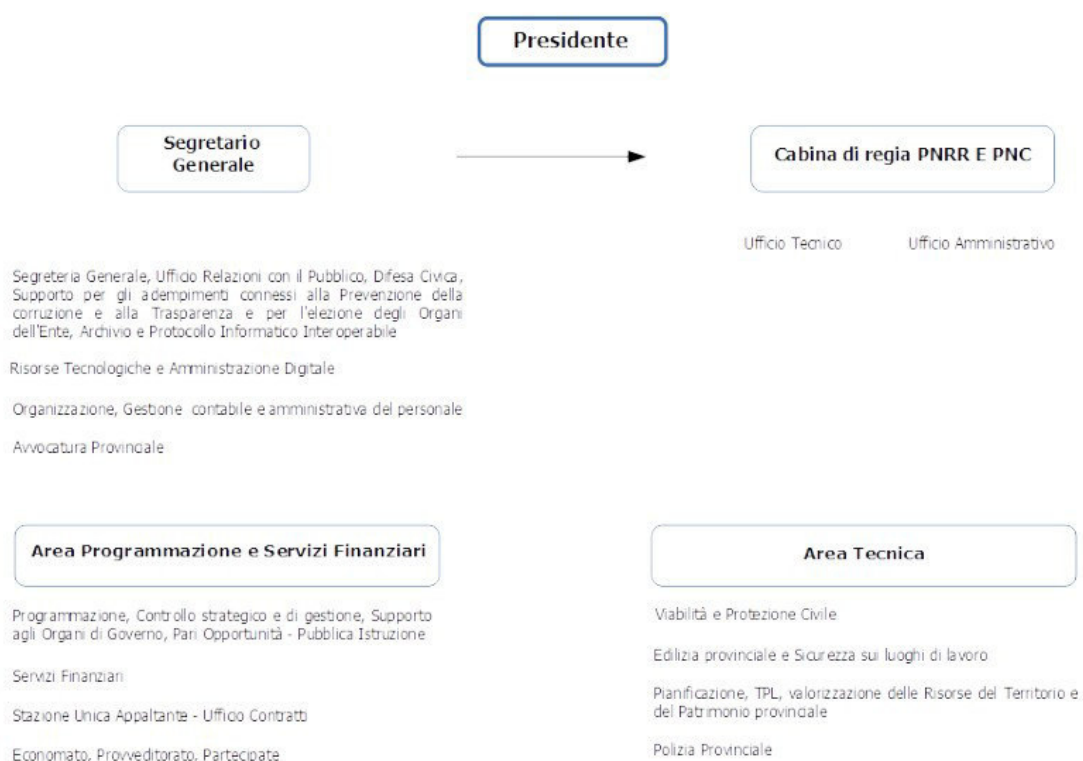 Presidente
Segretario
Generale
Cabina di regia PNRR E PNC
Ufficio Tecnico
Ufficio Amministrativo
Segreteria Generale, Ufficio Relazioni con il Pubblico, Difesa Civica,
Supporto per gli adempimenti connessi alla Prevenzione della
corruzione e alla Trasparenza e per l'elezione degli Organi
dell'Ente, Archivio e Protocollo Informatico Interoperabile
Risorse Tecnologiche e Amministrazione Digitale
Organizzazione, Gestione contabile e amministrativa del personale
Avvocatura Provinciale
Area Programmazione e Servizi Finanziari
Programmazione, Controllo strategico e di gestione, Supporto
agli Organi di Governo, Pari Opportunità - Pubblica Istruzione
Servizi Finanziari
Stazione Unica Appaltante - Ufficio Contratti
Economato, Provveditorato, Partecipate
Area Tecnica
Viabilità e Protezione Civile
Edilizia provinciale e Sicurezza sui luoghi di lavoro
Pianificazione, TPL, valorizzazione delle Risorse del Territorio e
del Patrimonio provinciale
Polizia Provinciale